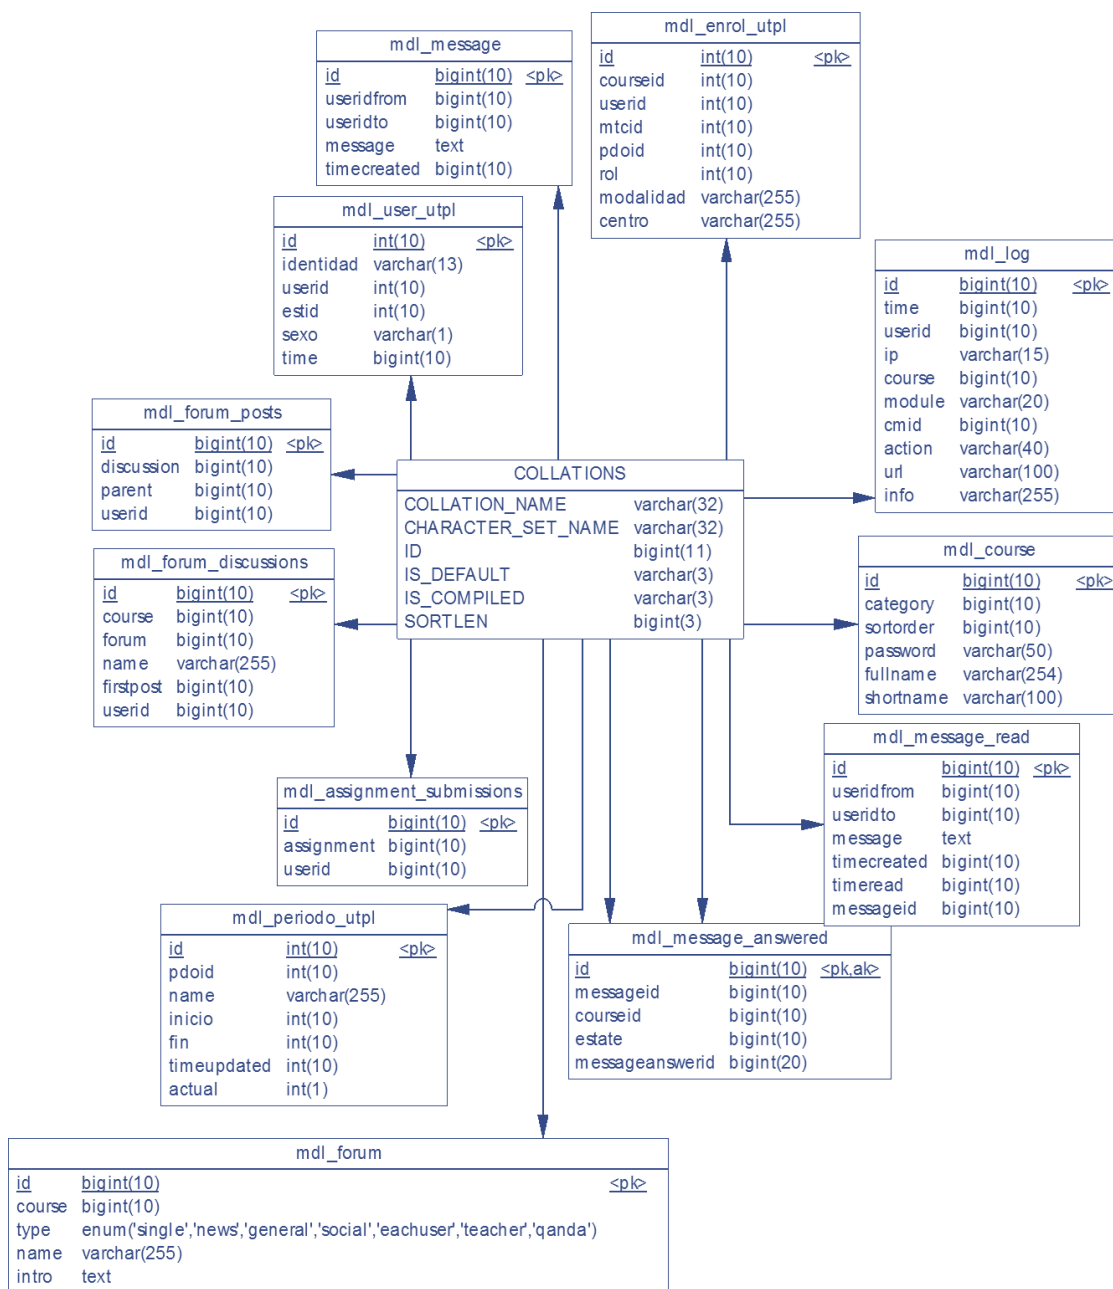 mdl_message
id bigint(10) <pk>
useridfrom bigint(10)
useridto bigint(10)
message text
timecreated bigint(10)
mdl_enrol_utpl
id int(10) <pk>
courseid int(10)
userid int(10)
mtcid int(10)
pdoid int(10)
rol int(10)
modalidad varchar(255)
centro varchar(255)
mdl_user_utpl
id int(10) <pk>
identidad varchar(13)
userid int(10)
estid int(10)
sexo varchar(1)
time bigint(10)
mdl_log
id bigint(10) <pk>
time bigint(10)
userid bigint(10)
ip varchar(15)
course bigint(10)
module varchar(20)
cmid bigint(10)
action varchar(40)
url varchar(100)
info varchar(255)
mdl_forum_posts
id bigint(10) <pk>
discussion bigint(10)
parent bigint(10)
userid bigint(10)
COLLATIONS
COLLATION_NAME varchar(32)
CHARACTER_SET_NAME varchar(32)
ID bigint(11)
IS_DEFAULT varchar(3)
IS_COMPILED varchar(3)
SORTLEN bigint(3)
mdl_forum_discussions
id bigint(10) <pk>
course bigint(10)
forum bigint(10)
name varchar(255)
firstpost bigint(10)
userid bigint(10)
mdl_course
id bigint(10) <pk>
category bigint(10)
sortorder bigint(10)
password varchar(50)
fullname varchar(254)
shortname varchar(100)
mdl_message_read
id bigint(10) <pk>
useridfrom bigint(10)
useridto bigint(10)
message text
timecreated bigint(10)
timeread bigint(10)
messageid bigint(10)
mdl_assignment_submissions
id bigint(10) <pk>
assignment bigint(10)
userid bigint(10)
mdl_periodo_utpl
id int(10) <pk>
pdoid int(10)
name varchar(255)
inicio int(10)
fin int(10)
timeupdated int(10)
actual int(1)
mdl_message_answered
id bigint(10) <pk,ak>
messageid bigint(10)
courseid bigint(10)
estate bigint(10)
messageanswerid bigint(20)
mdl_forum
id bigint(10) <pk>
course bigint(10)
type enum('single','news','general','social','eachuser','teacher','qanda')
name varchar(255)
intro text